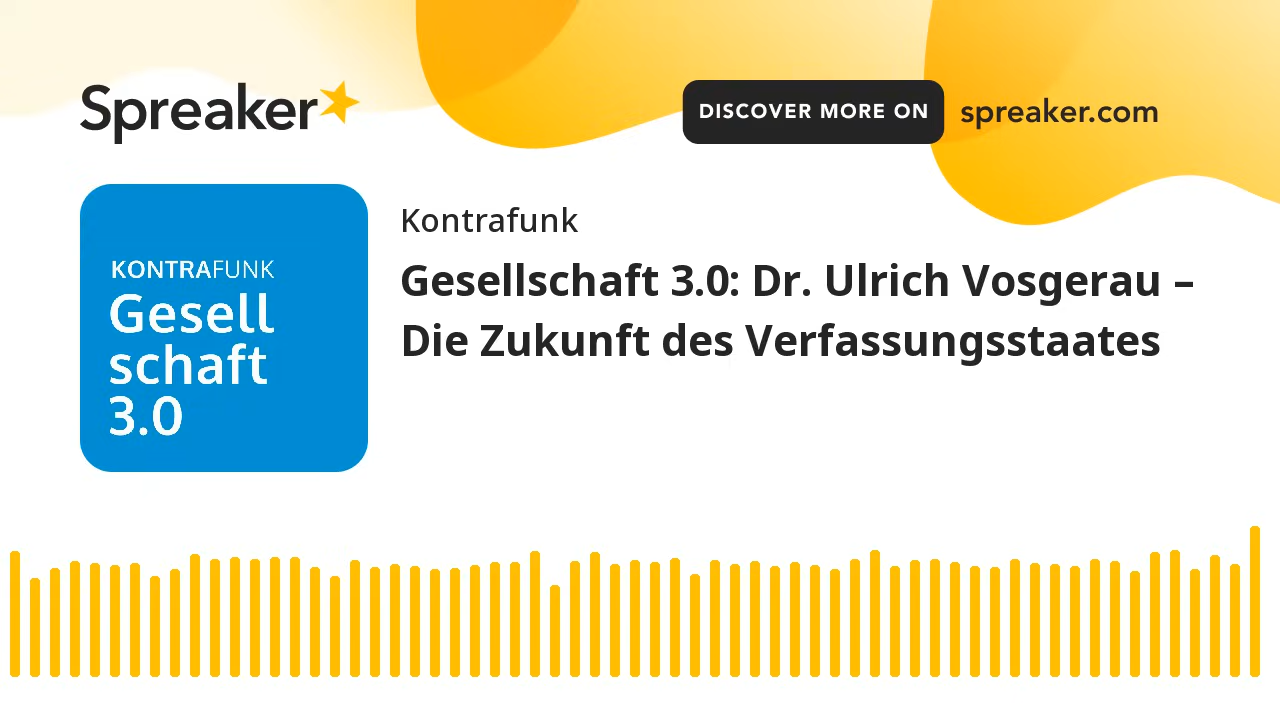 Spreaker
DISCOVER MORE ON spreaker.com
KONTRAFUNK
Gesell
schaft
3.0
Kontrafunk
Gesellschaft 3.0: Dr. Ulrich Vosgerau –
Die Zukunft des Verfassungsstaates